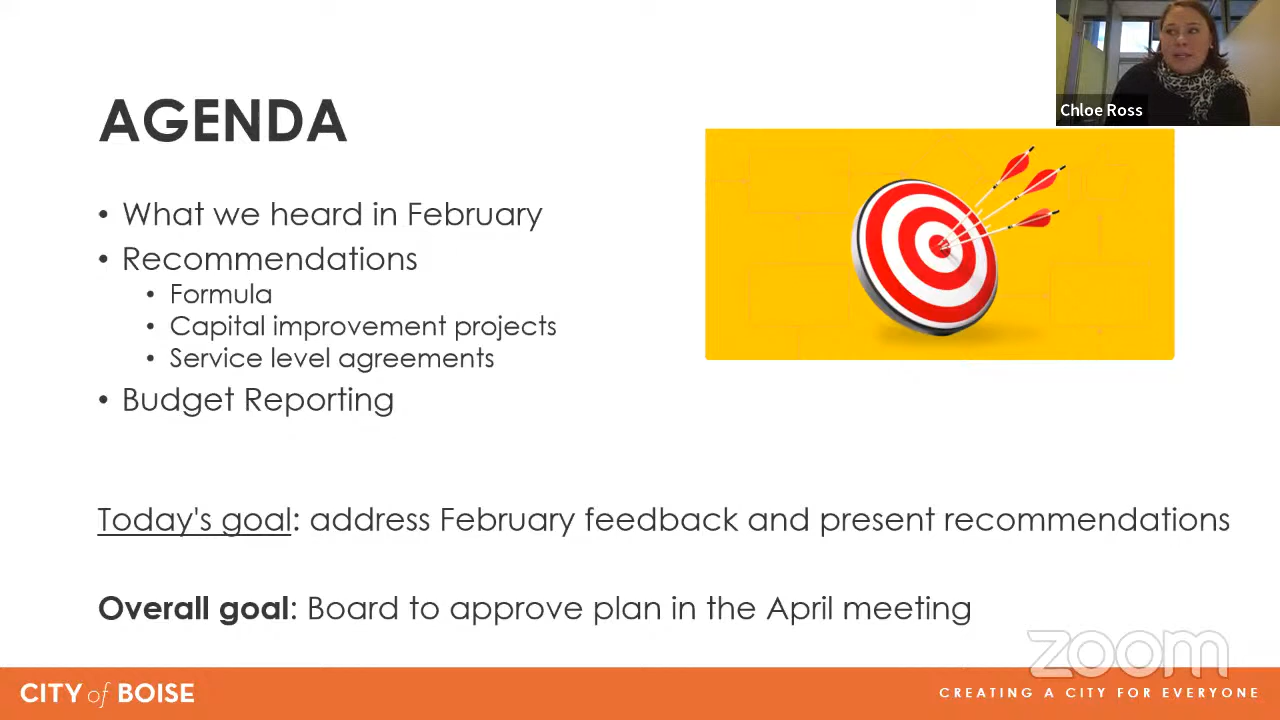 Chloe Ross
AGENDA
• What we heard in February
• Recommendations
• Formula
• Capital improvement projects
• Service level agreements
• Budget Reporting
Today's goal: address February feedback and present recommendations
Overall goal: Board to approve plan in the April meeting
zoom
CITY of BOISE
CREATING A CITY FOR EVERYONE